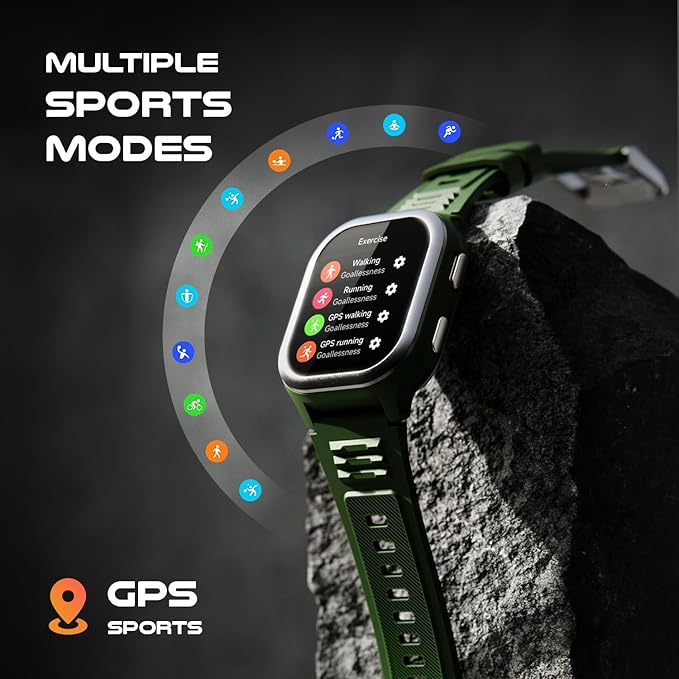 MULTIPLE
SPORTS
MODES
Exercise
Walking
Goallessness
Running
Goallessness
GPS walking
Goallessness
GPS running
Goallessness
GPS
SPORTS